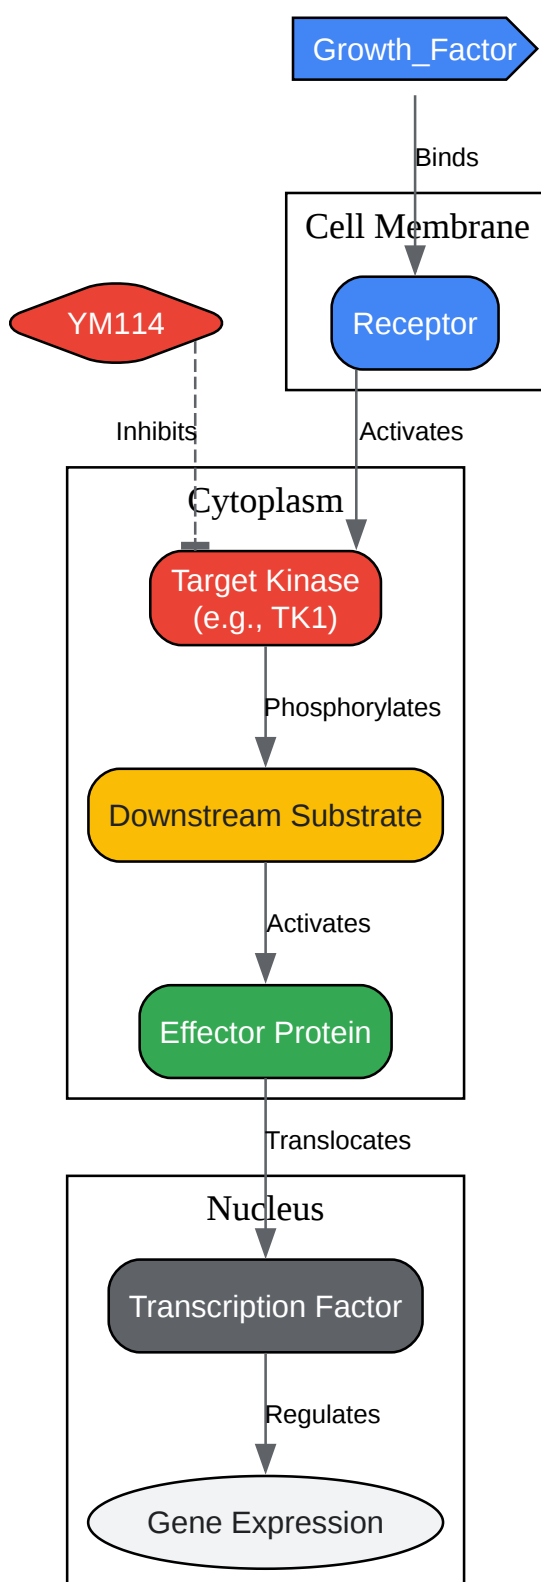 Growth_Factor
Binds
Cell Membrane
YM114
Receptor
Inhibits
Activates
Cytoplasm
Target Kinase
(e.g., TK1)
Phosphorylates
Downstream Substrate
Activates
Effector Protein
Translocates
Nucleus
Transcription Factor
Regulates
Gene Expression